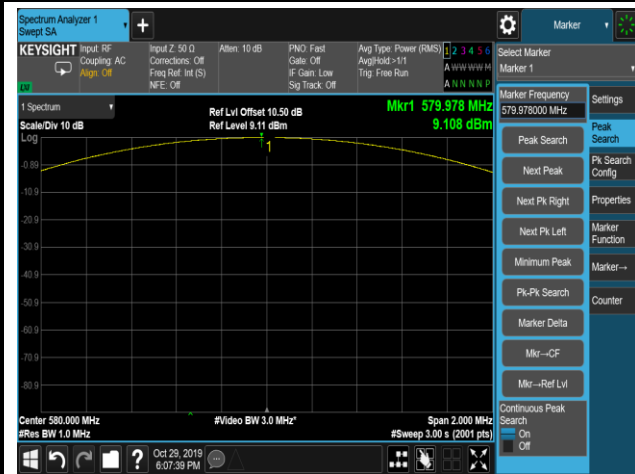 Spectrum Analyzer 1
Swept SA
+
Marker
KEYSIGHT
Input: RF
Coupling: AC
Align: Off
Input Z: 50 Ω
Corrections: Off
Freq Ref: Int (S)
NFE: Off
Atten: 10 dB
PNO: Fast
Gate: Off
IF Gain: Low
Sig Track: Off
Avg Type: Power (RMS)
Avg|Hold >1/1
Trig: Free Run
1 2 3 4 5 6
A W W W W M
A N N N N P
Select Marker
Marker 1
1 Spectrum
Scale/Div 10 dB
Log
Ref Lvl Offset 10.50 dB
Ref Level 9.11 dBm
Mkr1 579.978 MHz
9.108 dBm
1
-0.89
-10.9
-20.9
-30.9
-40.9
-50.9
-60.9
-70.9
-80.9
Center 580.000 MHz
#Res BW 1.0 MHz
#Video BW 3.0 MHz*
Span 2.000 MHz
#Sweep 3.00 s (2001 pts)
Marker Frequency
579.978000 MHz
Peak Search
Next Peak
Next Pk Right
Next Pk Left
Minimum Peak
Pk-Pk Search
Marker Delta
Mkr→CF
Mkr→Ref Lvl
Continuous Peak
Search
On
Off
Settings
Peak
Search
Pk Search
Config
Properties
Marker
Function
Marker→
Counter
?
Oct 29, 2019
6:07:39 PM